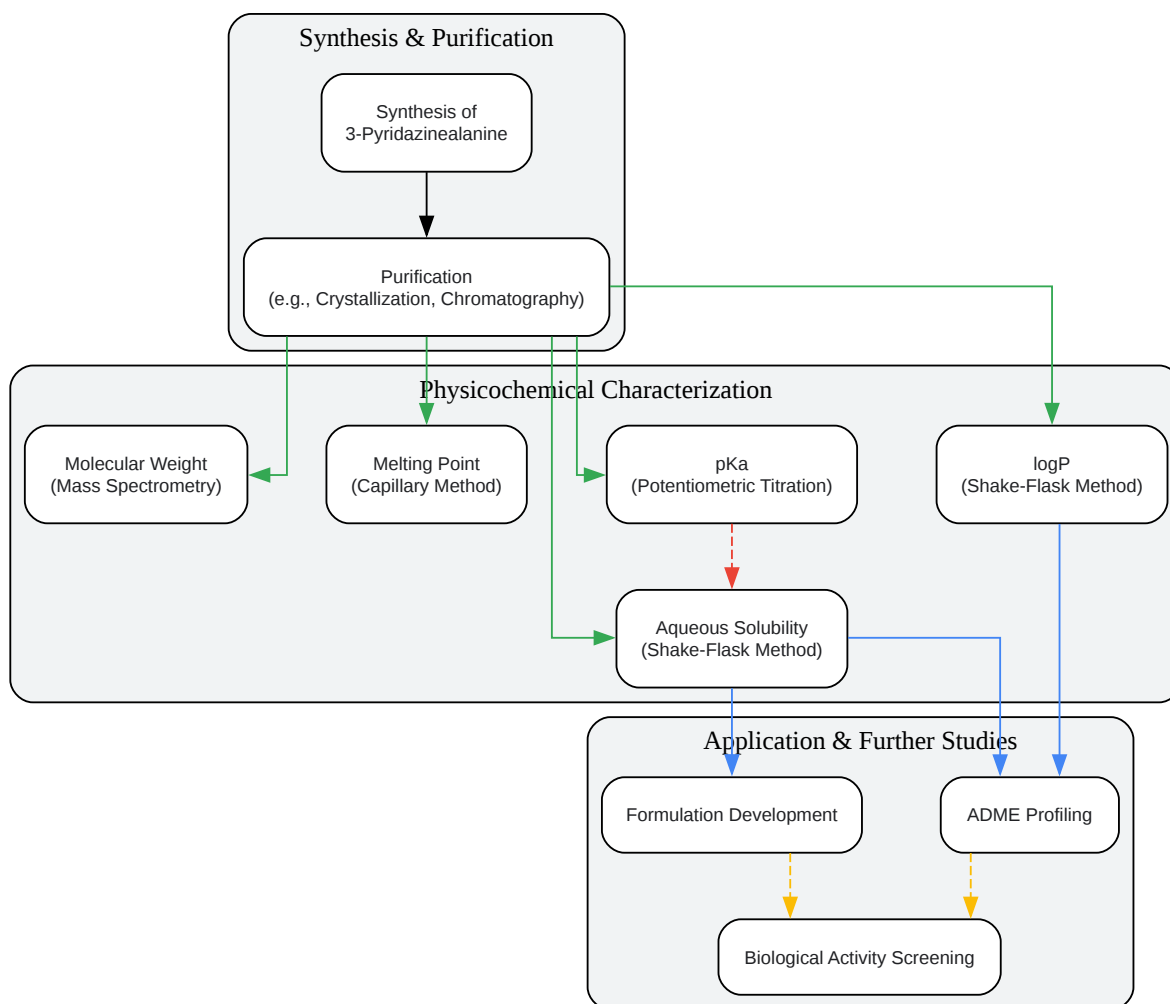 Synthesis & Purification
Synthesis of
3-Pyridazinealanine
Purification
(e.g., Crystallization, Chromatography)
Physicochemical Characterization
Molecular Weight
(Mass Spectrometry)
Melting Point
(Capillary Method)
pKa
(Potentiometric Titration)
logP
(Shake-Flask Method)
Aqueous Solubility
(Shake-Flask Method)
Application & Further Studies
Formulation Development
ADME Profiling
Biological Activity Screening